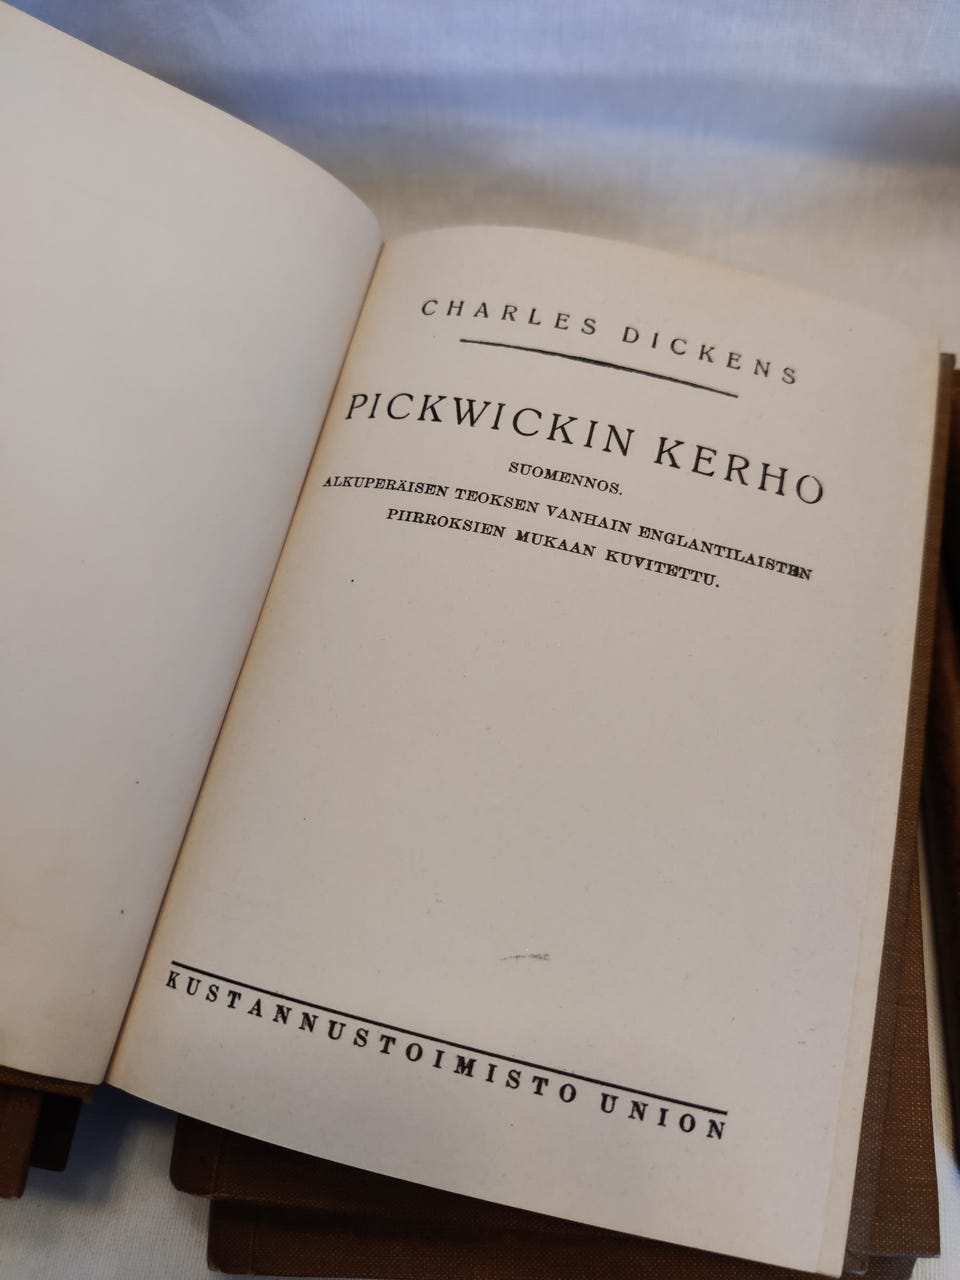 CHARLES DICKENS
PICKWICKIN KERHO
SUOMENNOS.
ALKUPERÄISEN TEOKSEN VANHAIN ENGLANTILAISTEN
PIIRROKSIEN MUKAAN KUVITETTU.
KUSTANNUSTOIMISTO UNION